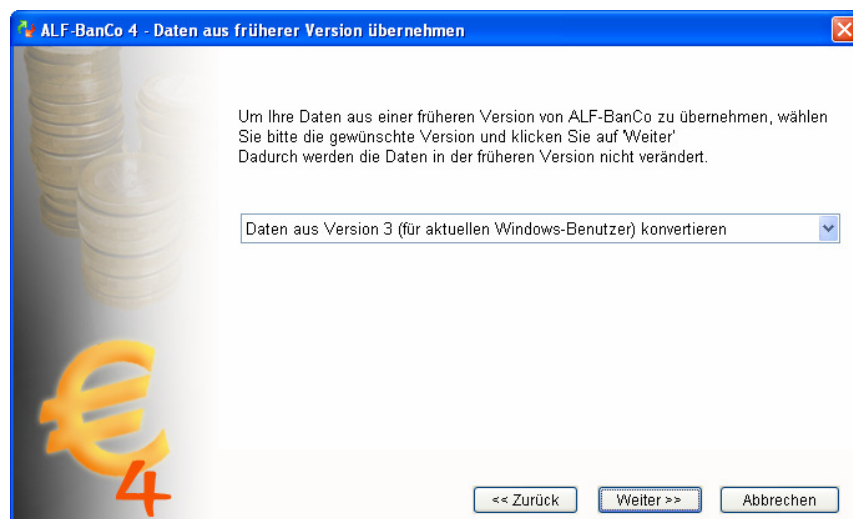 ALF-BanCo 4 - Daten aus früherer Version übernehmen
Um Ihre Daten aus einer früheren Version von ALF-BanCo zu übernehmen, wählen
Sie bitte die gewünschte Version und klicken Sie auf 'Weiter'
Dadurch werden die Daten in der früheren Version nicht verändert.
Daten aus Version 3 (für aktuellen Windows-Benutzer) konvertieren
€
4
<< Zurück
Weiter >>
Abbrechen